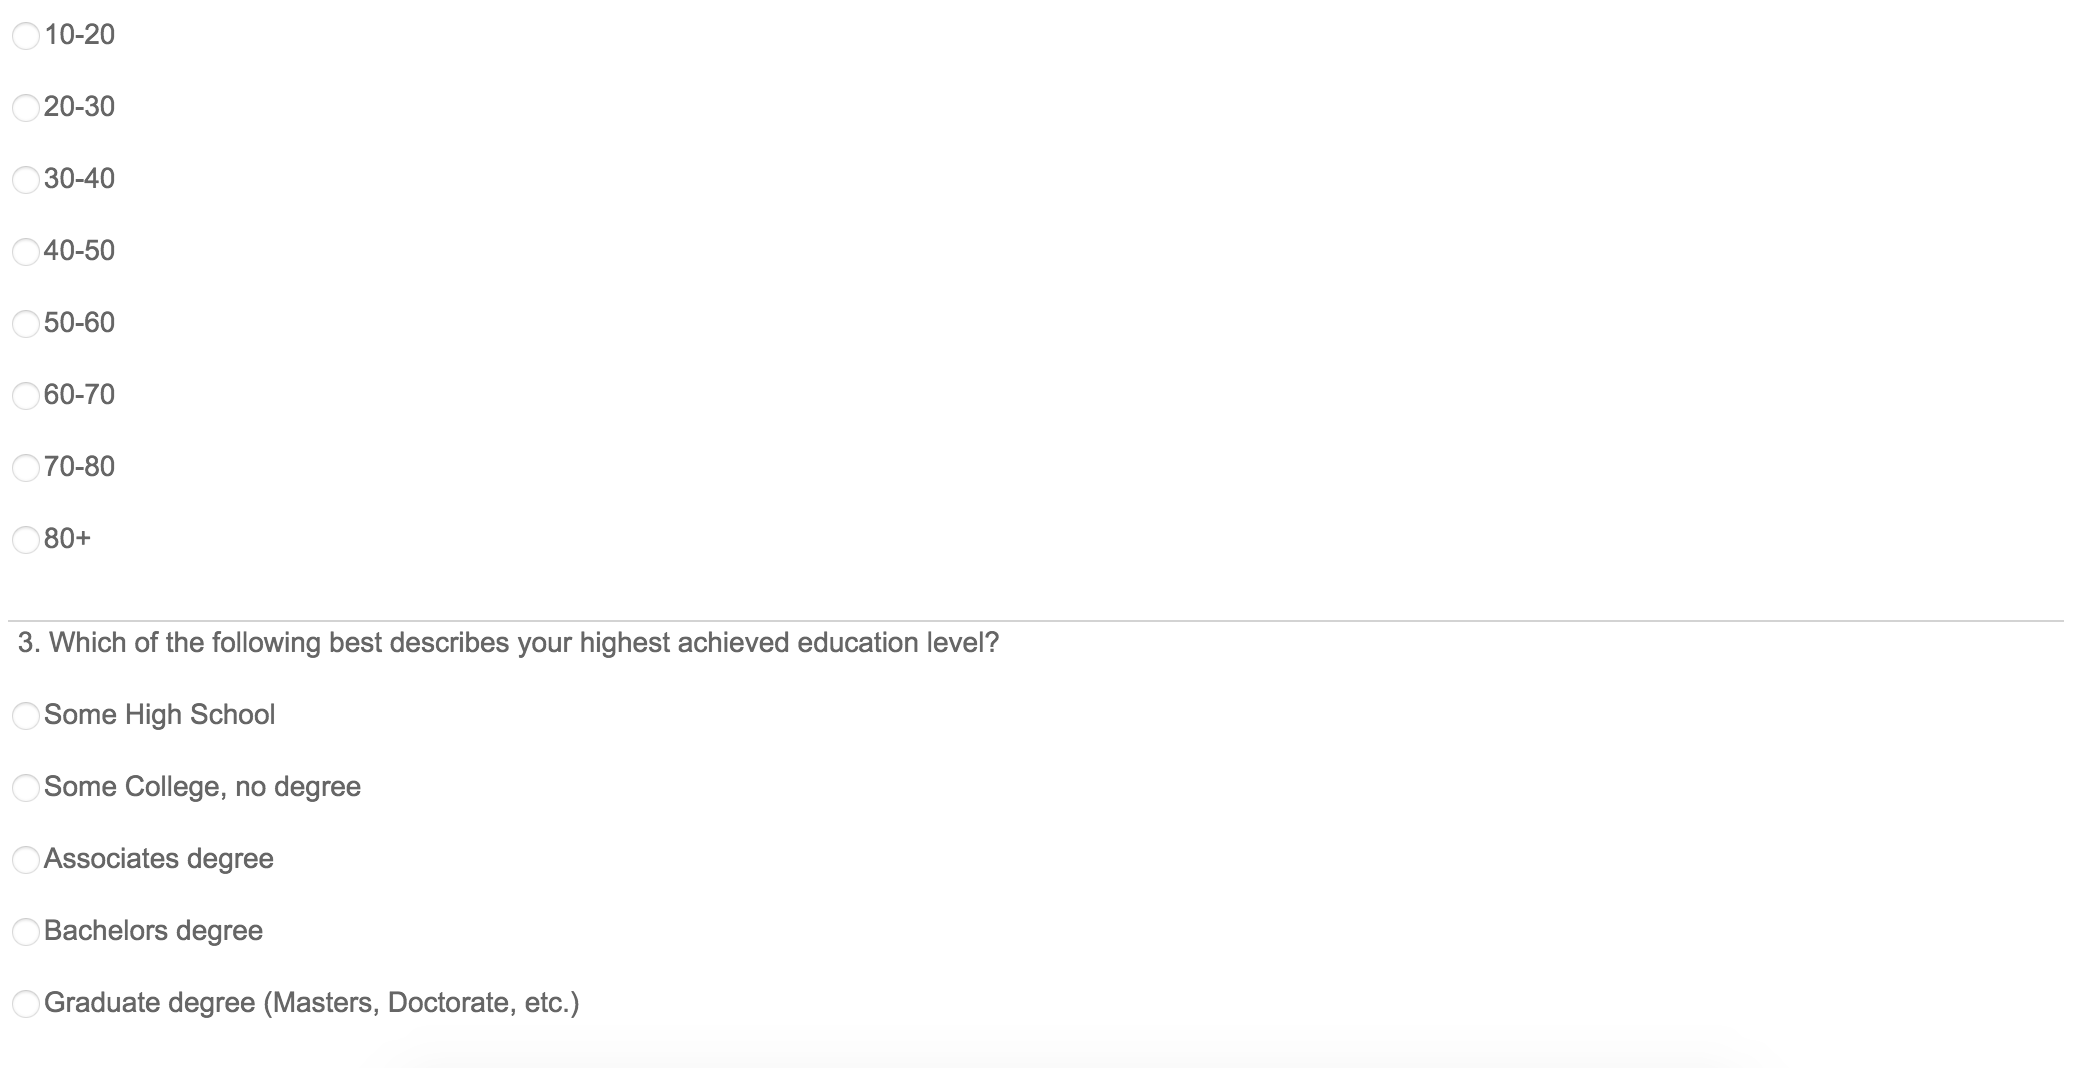 10-20
20-30
30-40
40-50
50-60
60-70
70-80
80+
3. Which of the following best describes your highest achieved education level?
Some High School
Some College, no degree
Associates degree
Bachelors degree
Graduate degree (Masters, Doctorate, etc.)